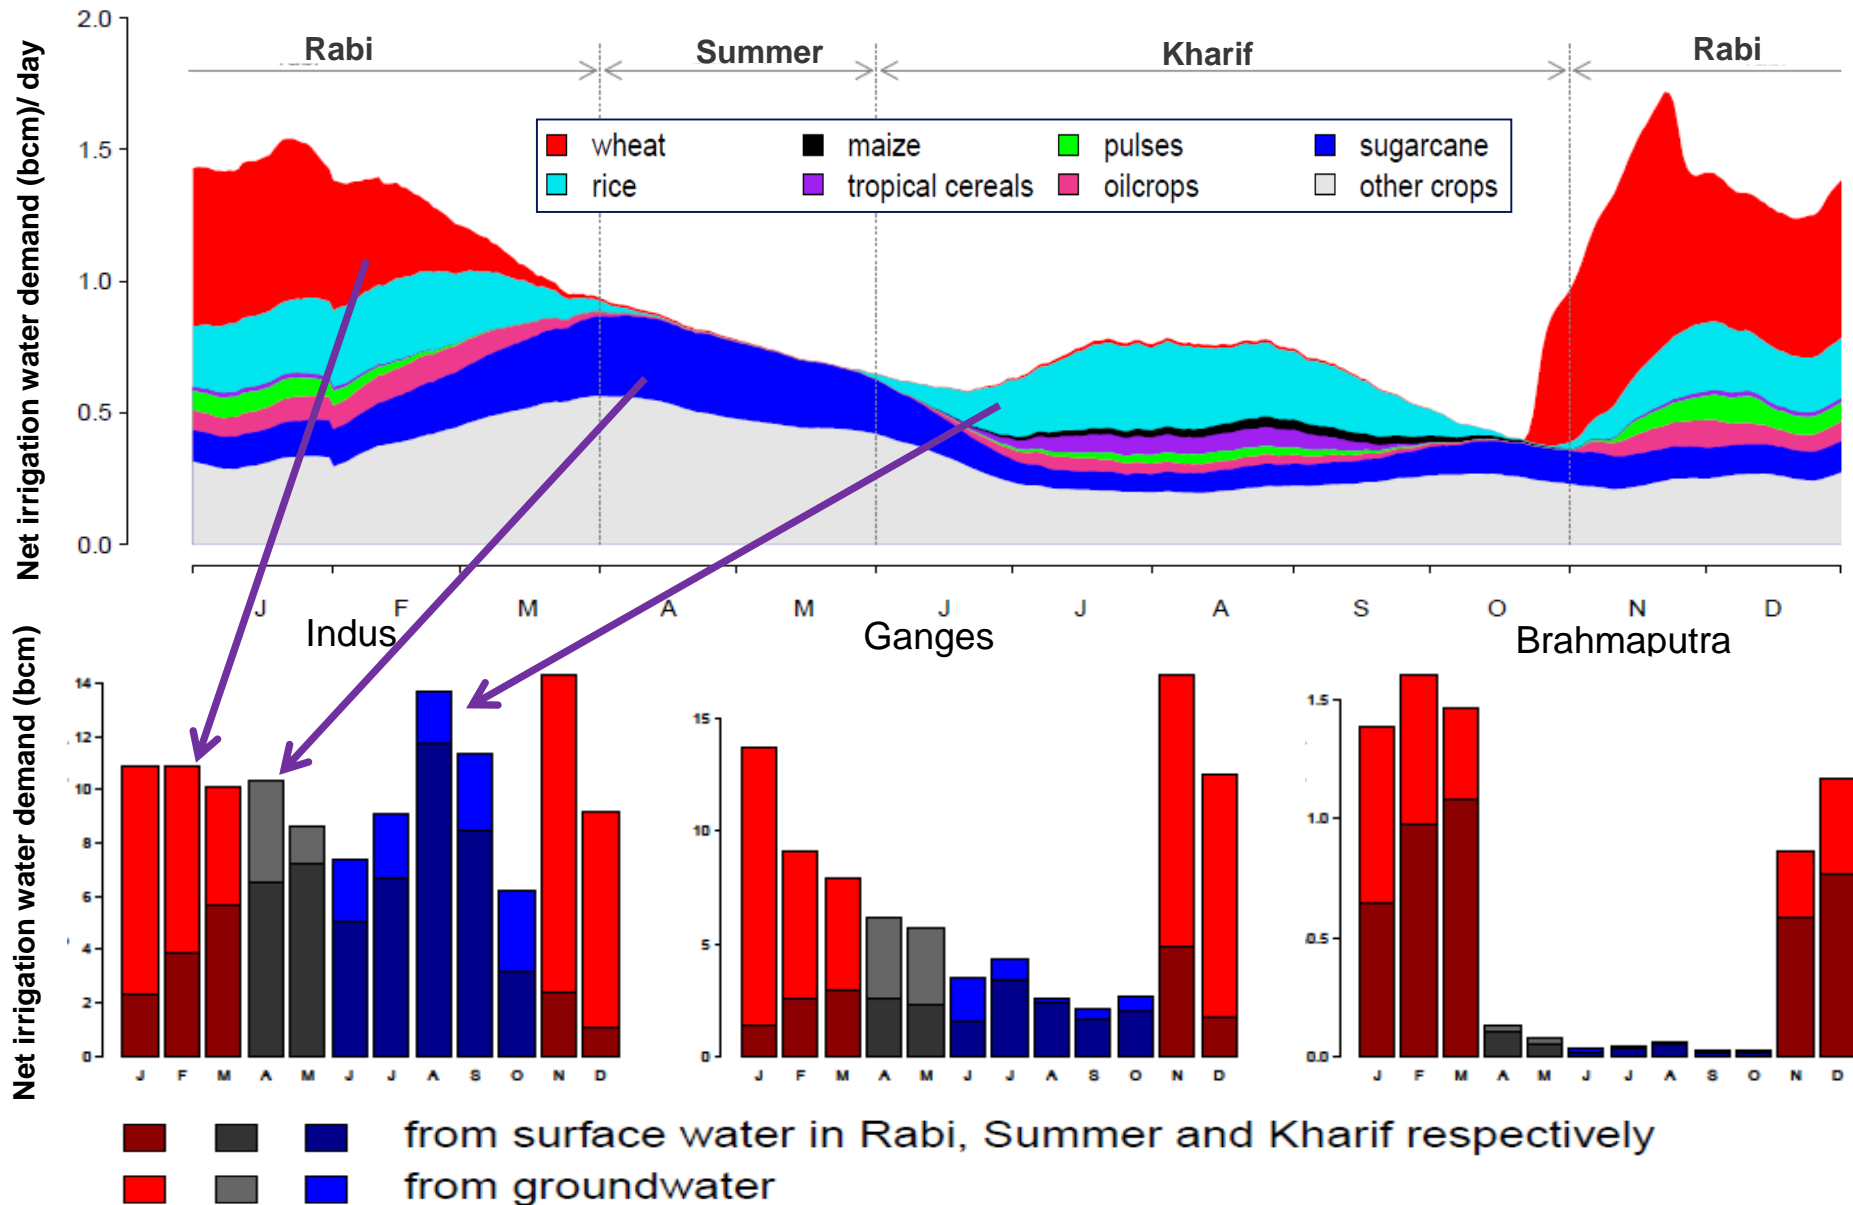 Net irrigation water demand (bcm)/ day
2.0
1.5
1.0
0.5
0.0
Rabi
Summer
Kharif
Rabi
wheat
maize
pulses
sugarcane
rice
tropical cereals
oilcrops
other crops
J F M A M J J A S O N D
Indus
Ganges
Brahmaputra
Net irrigation water demand (bcm)
14
12
10
8
6
4
2
0
J F M A M J J A S O N D
15
10
5
0
J F M A M J J A S O N D
1.5
1.0
0.5
0.0
J F M A M J J A S O N D
from surface water in Rabi, Summer and Kharif respectively
from groundwater